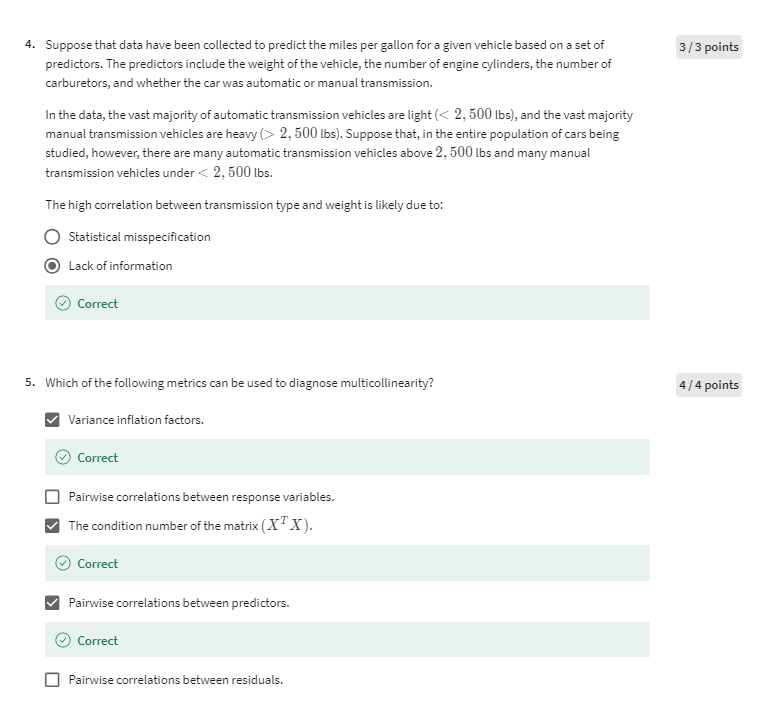 4. Suppose that data have been collected to predict the miles per gallon for a given vehicle based on a set of
3 / 3 points
predictors. The predictors include the weight of the vehicle, the number of engine cylinders, the number of
carburetors, and whether the car was automatic or manual transmission.
In the data, the vast majority of automatic transmission vehicles are light (< 2, 500 lbs), and the vast majority
manual transmission vehicles are heavy (> 2, 500 lbs). Suppose that, in the entire population of cars being
studied, however, there are many automatic transmission vehicles above 2, 500 lbs and many manual
transmission vehicles under < 2, 500 lbs.
The high correlation between transmission type and weight is likely due to:
Statistical misspecification
Lack of information
Correct
5. Which of the following metrics can be used to diagnose multicollinearity?
4 / 4 points
Variance inflation factors.
Correct
Pairwise correlations between response variables.
The condition number of the matrix (X^T X).
Correct
Pairwise correlations between predictors.
Correct
Pairwise correlations between residuals.